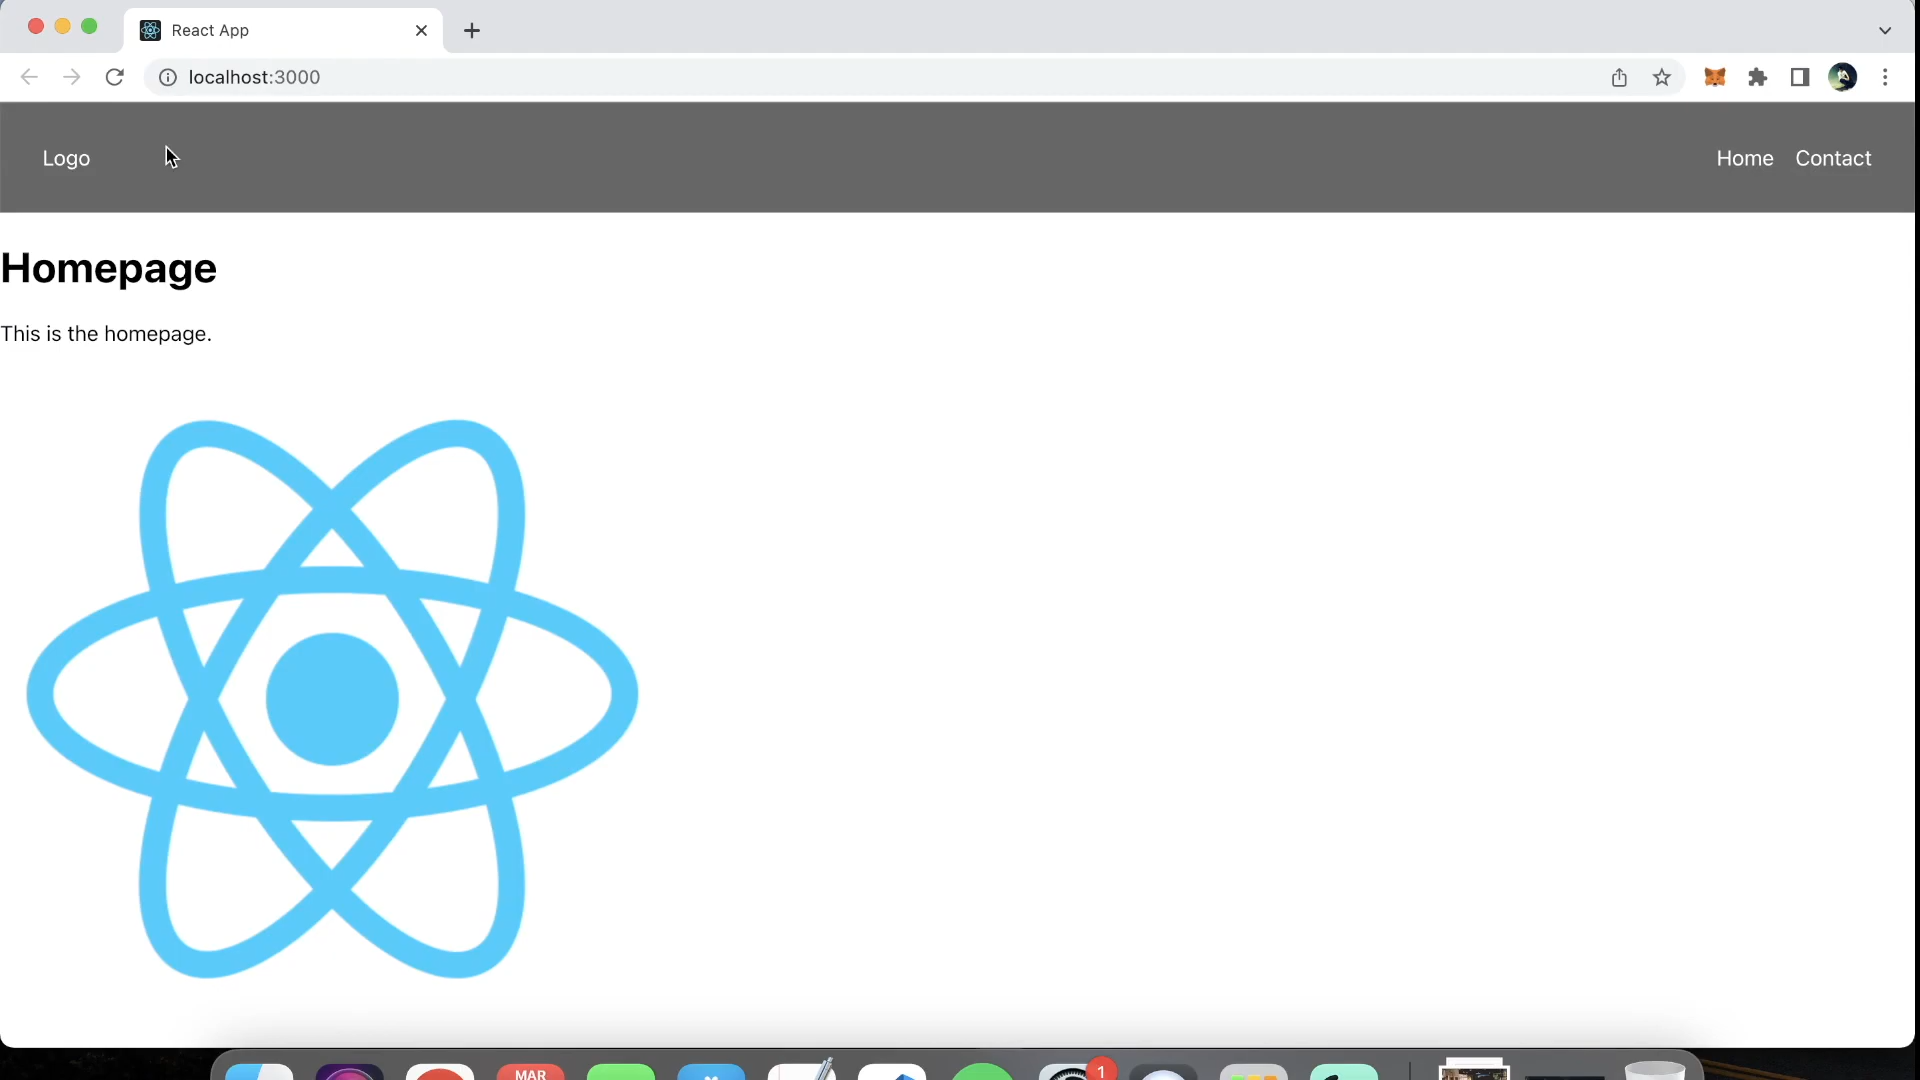 React App
localhost:3000
Logo
Home Contact
Homepage
This is the homepage.
MAR
1